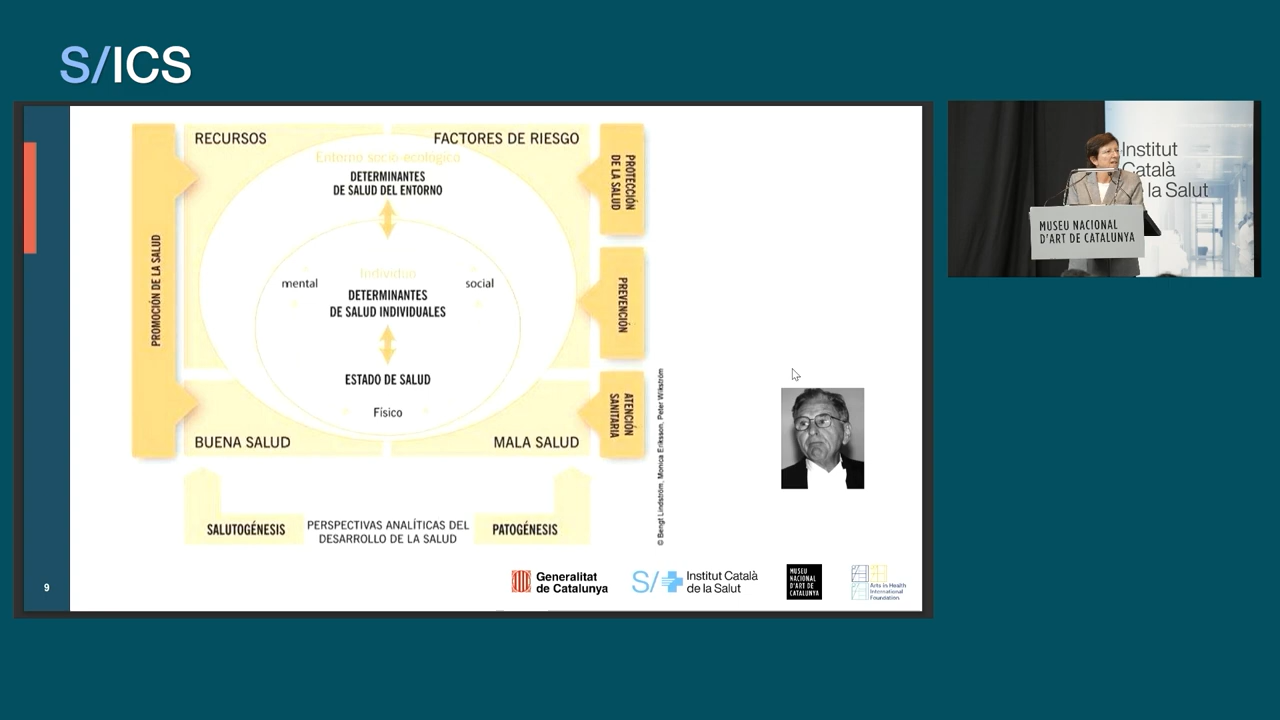 S/ICS
RECURSOS
FACTORES DE RIESGO
Entorno socio-ecológico
DETERMINANTES
DE SALUD DEL ENTORNO
PROMOCIÓN DE LA SALUD
PROTECCIÓN
DE LA SALUD
PREVENCIÓN
ATENCIÓN
SANITARIA
Individuo
mental
social
DETERMINANTES
DE SALUD INDIVIDUALES
ESTADO DE SALUD
Físico
BUENA SALUD
MALA SALUD
SALUTOGÉNESIS
PERSPECTIVAS ANALÍTICAS DEL
DESARROLLO DE LA SALUD
PATOGÉNESIS
© Bengt Lindström, Monica Eriksson, Peter Wikström
9
Generalitat
de Catalunya
S/
Institut Català
de la Salut
MUSEU
NACIONAL
D'ART DE
CATALUNYA
Arts in Health
International
Foundation
Institut
Català
la Salut
MUSEU NACIONAL
D'ART DE CATALUNYA